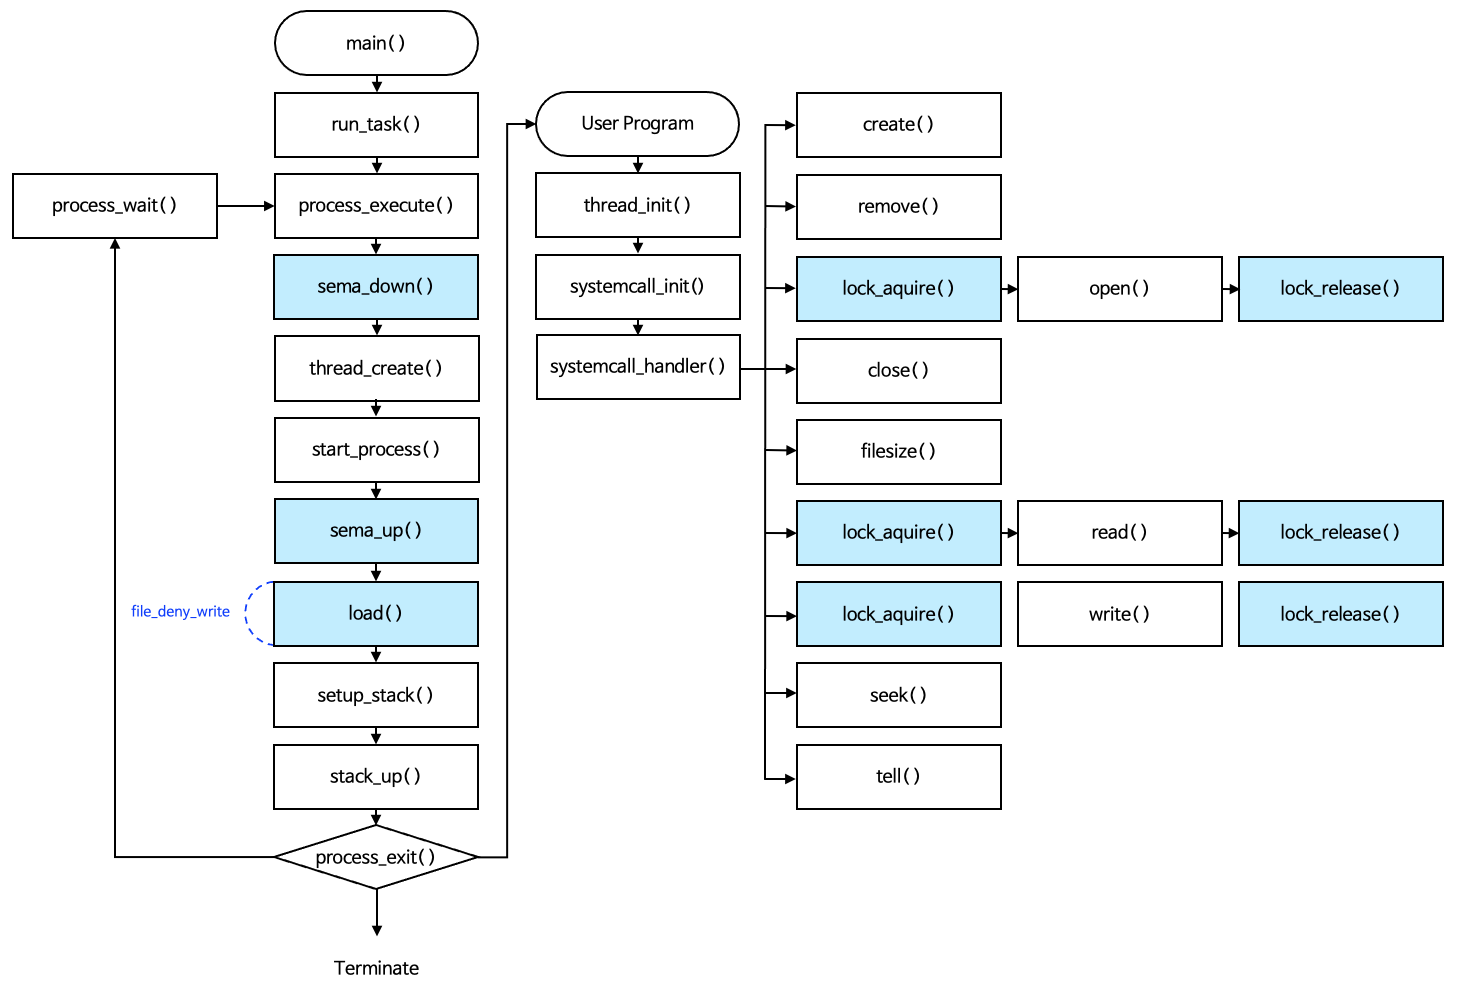 main()
run_task()
process_wait()
process_execute()
sema_down()
thread_create()
start_process()
sema_up()
file_deny_write
load()
setup_stack()
stack_up()
process_exit()
Terminate
User Program
thread_init()
systemcall_init()
systemcall_handler()
create()
remove()
lock_aquire()
open()
lock_release()
close()
filesize()
lock_aquire()
read()
lock_release()
lock_aquire()
write()
lock_release()
seek()
tell()